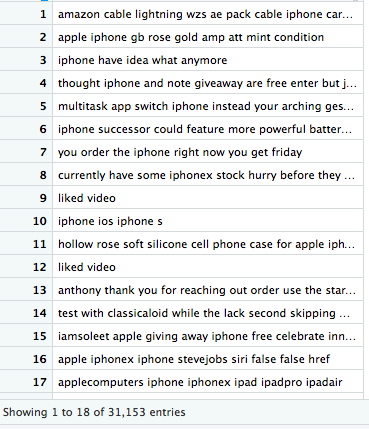 1 amazon cable lightning wzs ae pack cable iphone car...
2 apple iphone gb rose gold amp att mint condition
3 iphone have idea what anymore
4 thought iphone and note giveaway are free enter but j...
5 multitask app switch iphone instead your arching ges...
6 iphone successor could feature more powerful batter...
7 you order the iphone right now you get friday
8 currently have some iphonex stock hurry before they ...
9 liked video
10 iphone ios iphone s
11 hollow rose soft silicone cell phone case for apple iph...
12 liked video
13 anthony thank you for reaching out order use the star...
14 test with classicaloid while the lack second skipping ...
15 iamsoleet apple giving away iphone free celebrate inn...
16 apple iphonex iphone stevejobs siri false false href
17 applecomputers iphone iphonex ipad ipadpro ipadair
Showing 1 to 18 of 31,153 entries